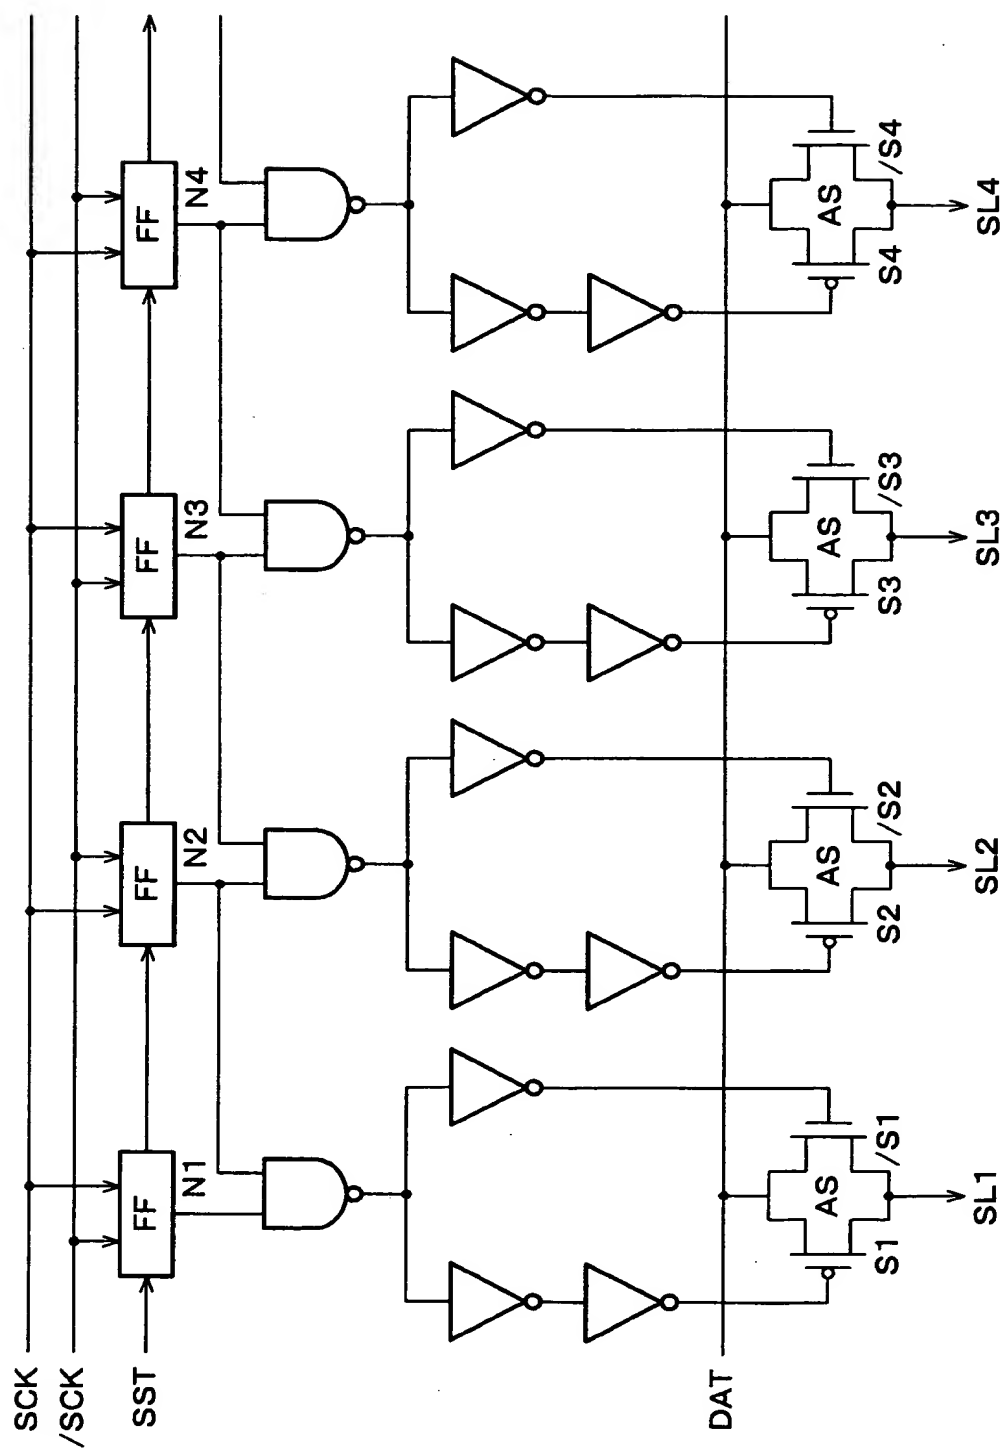 SCK
/SCK
SST
FF
FF
FF
FF
N1
N2
N3
N4
DAT
AS
AS
AS
AS
S1
/S1
S2
/S2
S3
/S3
S4
/S4
SL1
SL2
SL3
SL4